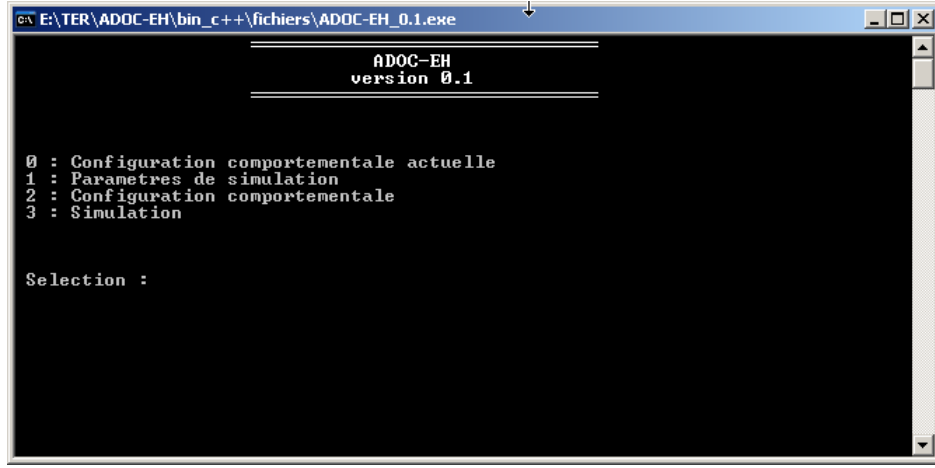 E:\TER\ADOC-EH\bin_c++\fichiers\ADOC-EH_0.1.exe
ADOC-EH
version 0.1
0 : Configuration comportementale actuelle
1 : Parametres de simulation
2 : Configuration comportementale
3 : Simulation
Selection :